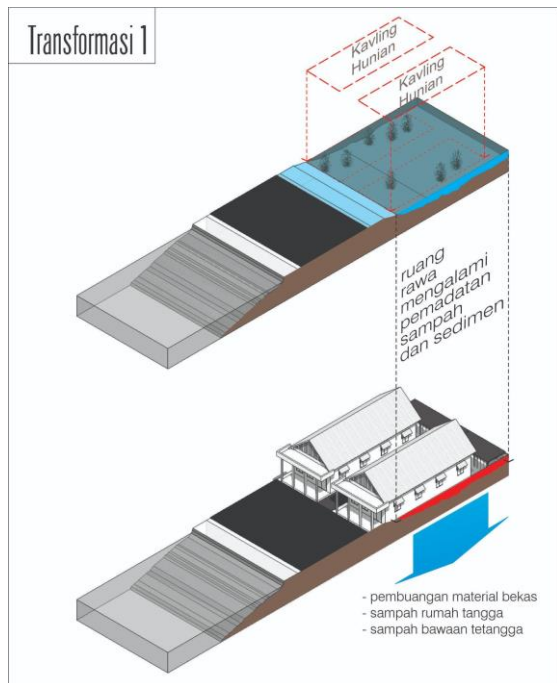 Transformasi 1
Kavling
Hunian
Kavling
Hunian
ruang
rawa
mengalami
pemadatan
sampah
dan sedimen
- pembuangan material bekas
- sampah rumah tangga
- sampah bawaan tetangga